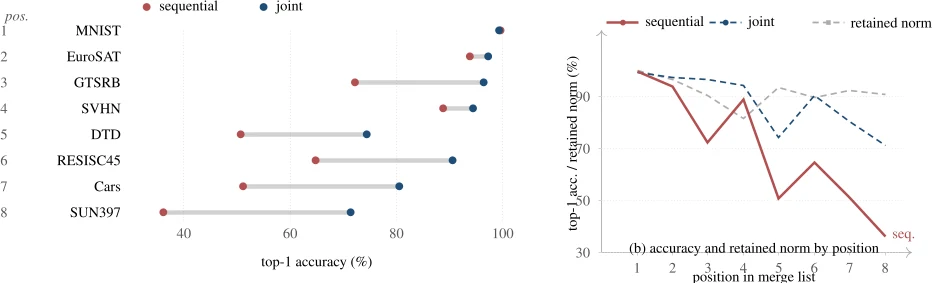 sequential joint
pos.
1 MNIST
2 EuroSAT
3 GTSRB
4 SVHN
5 DTD
6 RESISC45
7 Cars
8 SUN397
40 60 80 100
top-1 accuracy (%)
sequential joint retained norm
top-1 acc. / retained norm (%)
90
70
50
30
seq.
(b) accuracy and retained norm by position
1 2 3 4 5 6 7 8
position in merge list